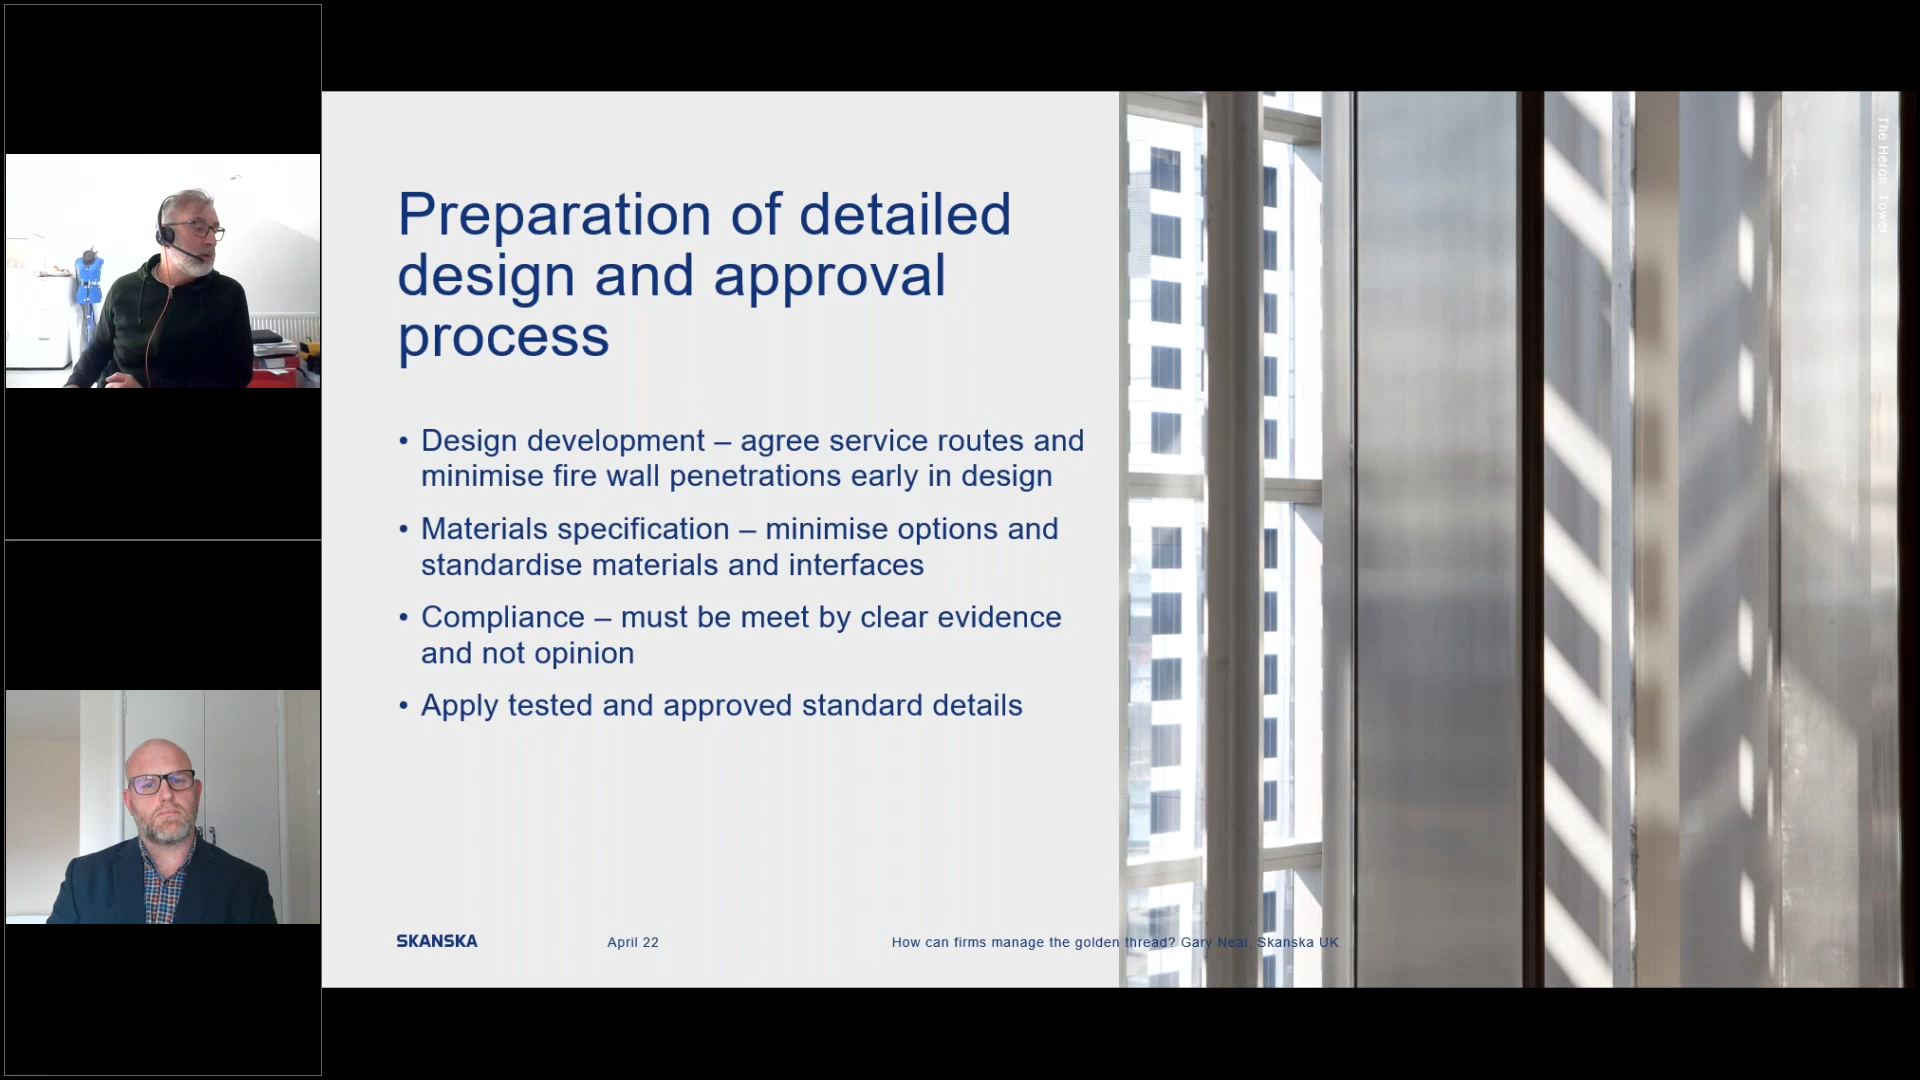 Preparation of detailed
design and approval
process
• Design development – agree service routes and
minimise fire wall penetrations early in design
• Materials specification – minimise options and
standardise materials and interfaces
• Compliance – must be meet by clear evidence
and not opinion
• Apply tested and approved standard details
SKANSKA
April 22
How can firms manage the golden thread? Gary Neal, Skanska UK
The Heron Tower